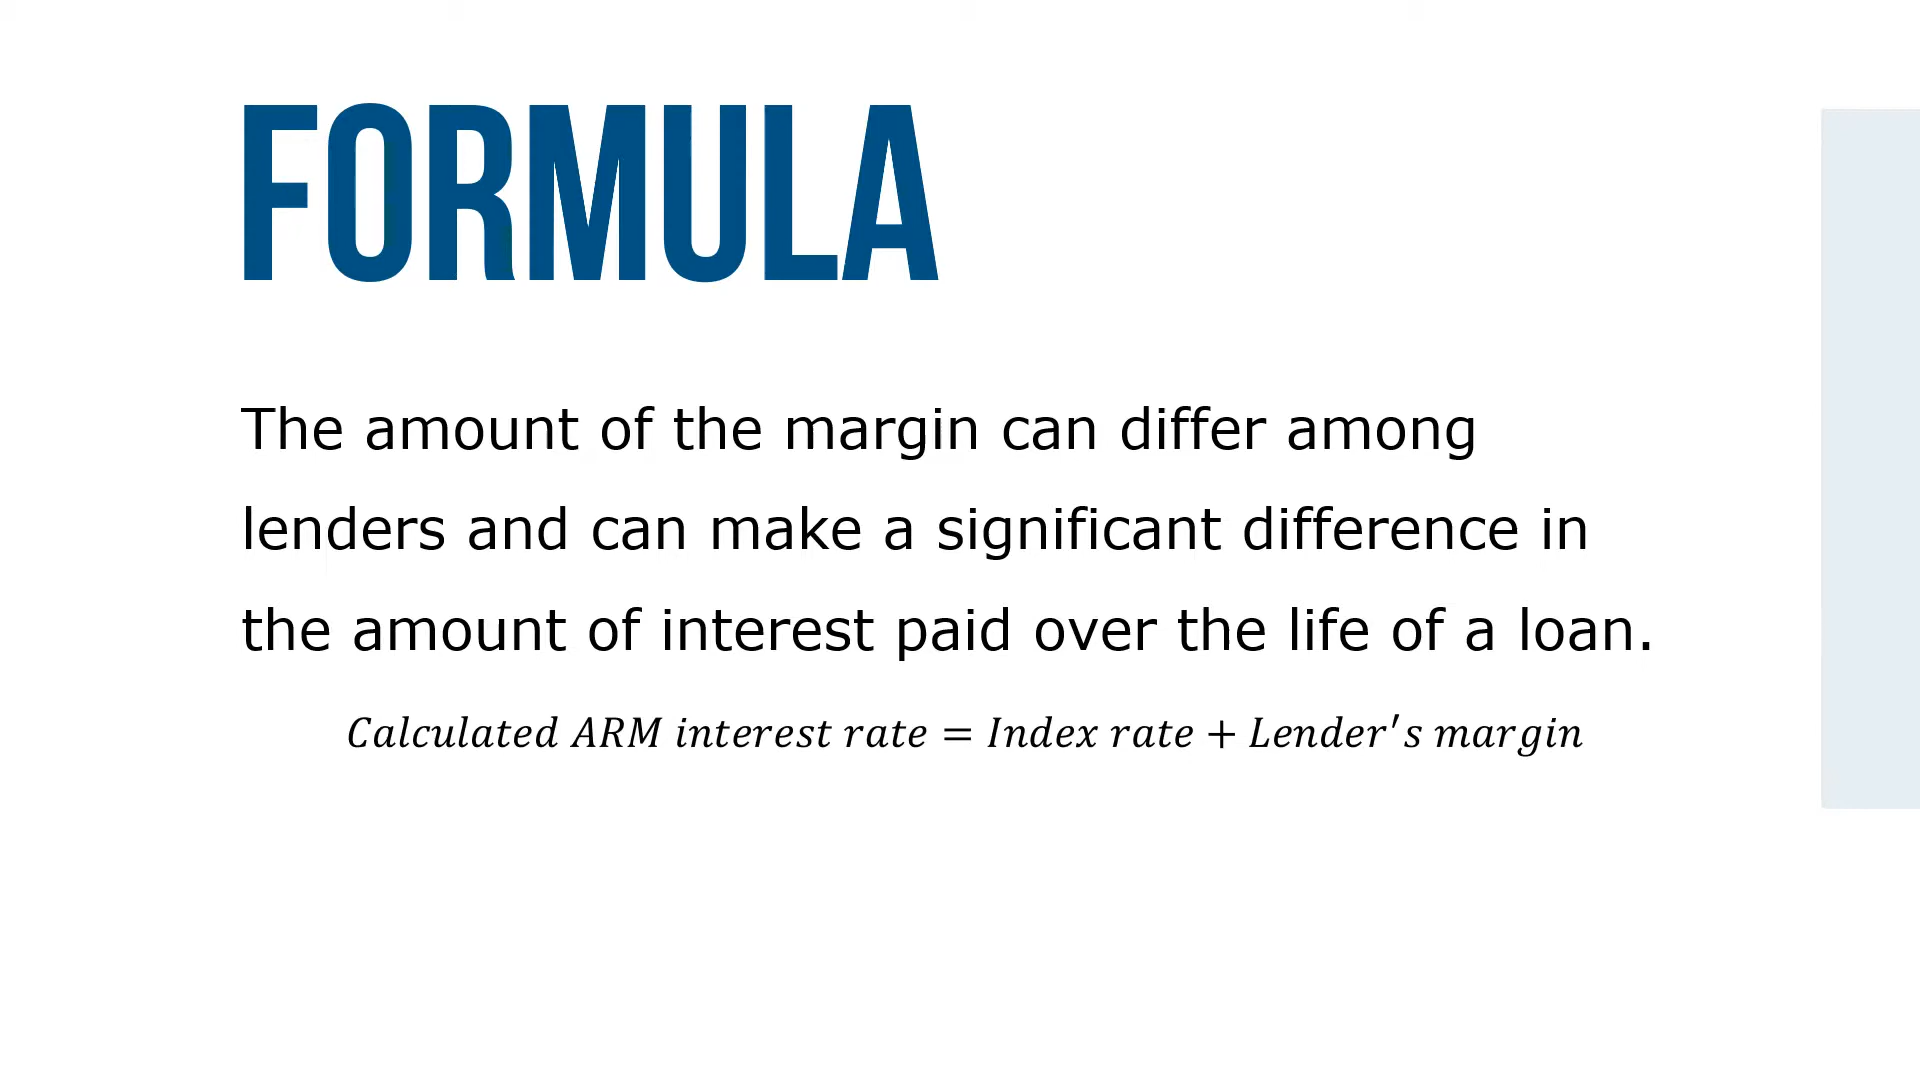 FORMULA
The amount of the margin can differ among
lenders and can make a significant difference in
the amount of interest paid over the life of a loan.
Calculated ARM interest rate = Index rate + Lender′s margin